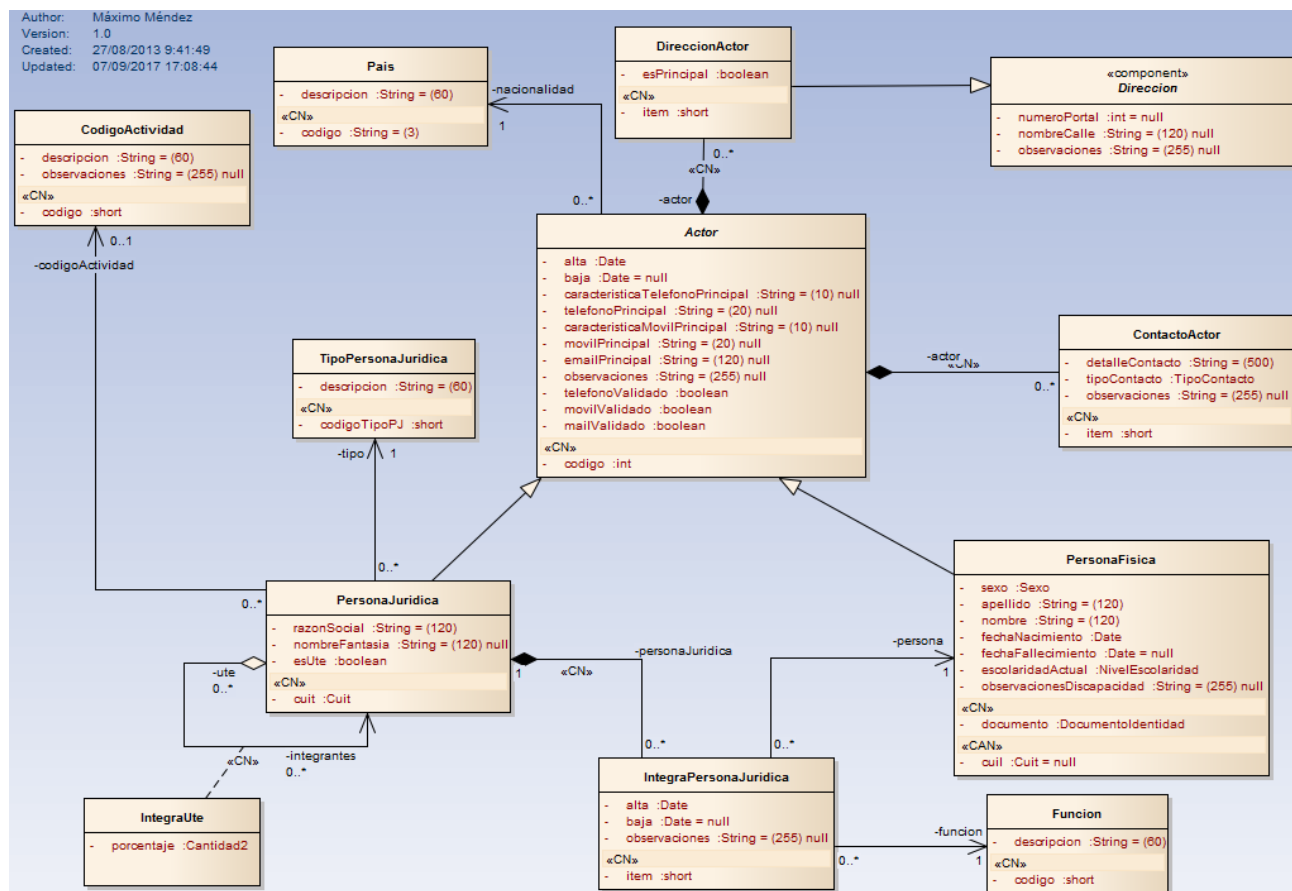 Author: Máximo Méndez
Version: 1.0
Created: 27/08/2013 9:41:49
Updated: 07/09/2017 17:08:44
Pais
- descripcion :String = (60)
«CN»
- codigo :String = (3)
-nacionalidad
1
0..*
DireccionActor
- esPrincipal :boolean
«CN»
- item :short
0..*
«CN»
-actor
«component»
Direccion
- numeroPortal :int = null
- nombreCalle :String = (120) null
- observaciones :String = (255) null
CodigoActividad
- descripcion :String = (60)
- observaciones :String = (255) null
«CN»
- codigo :short
0..1
-codigoActividad
0..*
Actor
- alta :Date
- baja :Date = null
- caracteristicaTelefonoPrincipal :String = (10) null
- telefonoPrincipal :String = (20) null
- caracteristicaMovilPrincipal :String = (10) null
- movilPrincipal :String = (20) null
- emailPrincipal :String = (120) null
- observaciones :String = (255) null
- telefonoValidado :boolean
- movilValidado :boolean
- mailValidado :boolean
«CN»
- codigo :int
-actor
«CN»
0..*
ContactoActor
- detalleContacto :String = (500)
- tipoContacto :TipoContacto
- observaciones :String = (255) null
«CN»
- item :short
TipoPersonaJuridica
- descripcion :String = (60)
«CN»
- codigoTipoPJ :short
-tipo
1
0..*
PersonaJuridica
- razonSocial :String = (120)
- nombreFantasia :String = (120) null
- esUte :boolean
«CN»
- cuit :Cuit
-ute
0..*
-integrantes
0..*
«CN»
IntegraUte
- porcentaje :Cantidad2
1
«CN»
-personaJuridica
0..*
PersonaFisica
- sexo :Sexo
- apellido :String = (120)
- nombre :String = (120)
- fechaNacimiento :Date
- fechaFallecimiento :Date = null
- escolaridadActual :NivelEscolaridad
- observacionesDiscapacidad :String = (255) null
«CN»
- documento :DocumentoIdentidad
«CAN»
- cuil :Cuit = null
-persona
1
0..*
IntegraPersonaJuridica
- alta :Date
- baja :Date = null
- observaciones :String = (255) null
«CN»
- item :short
-funcion
0..*
1
Funcion
- descripcion :String = (60)
«CN»
- codigo :short